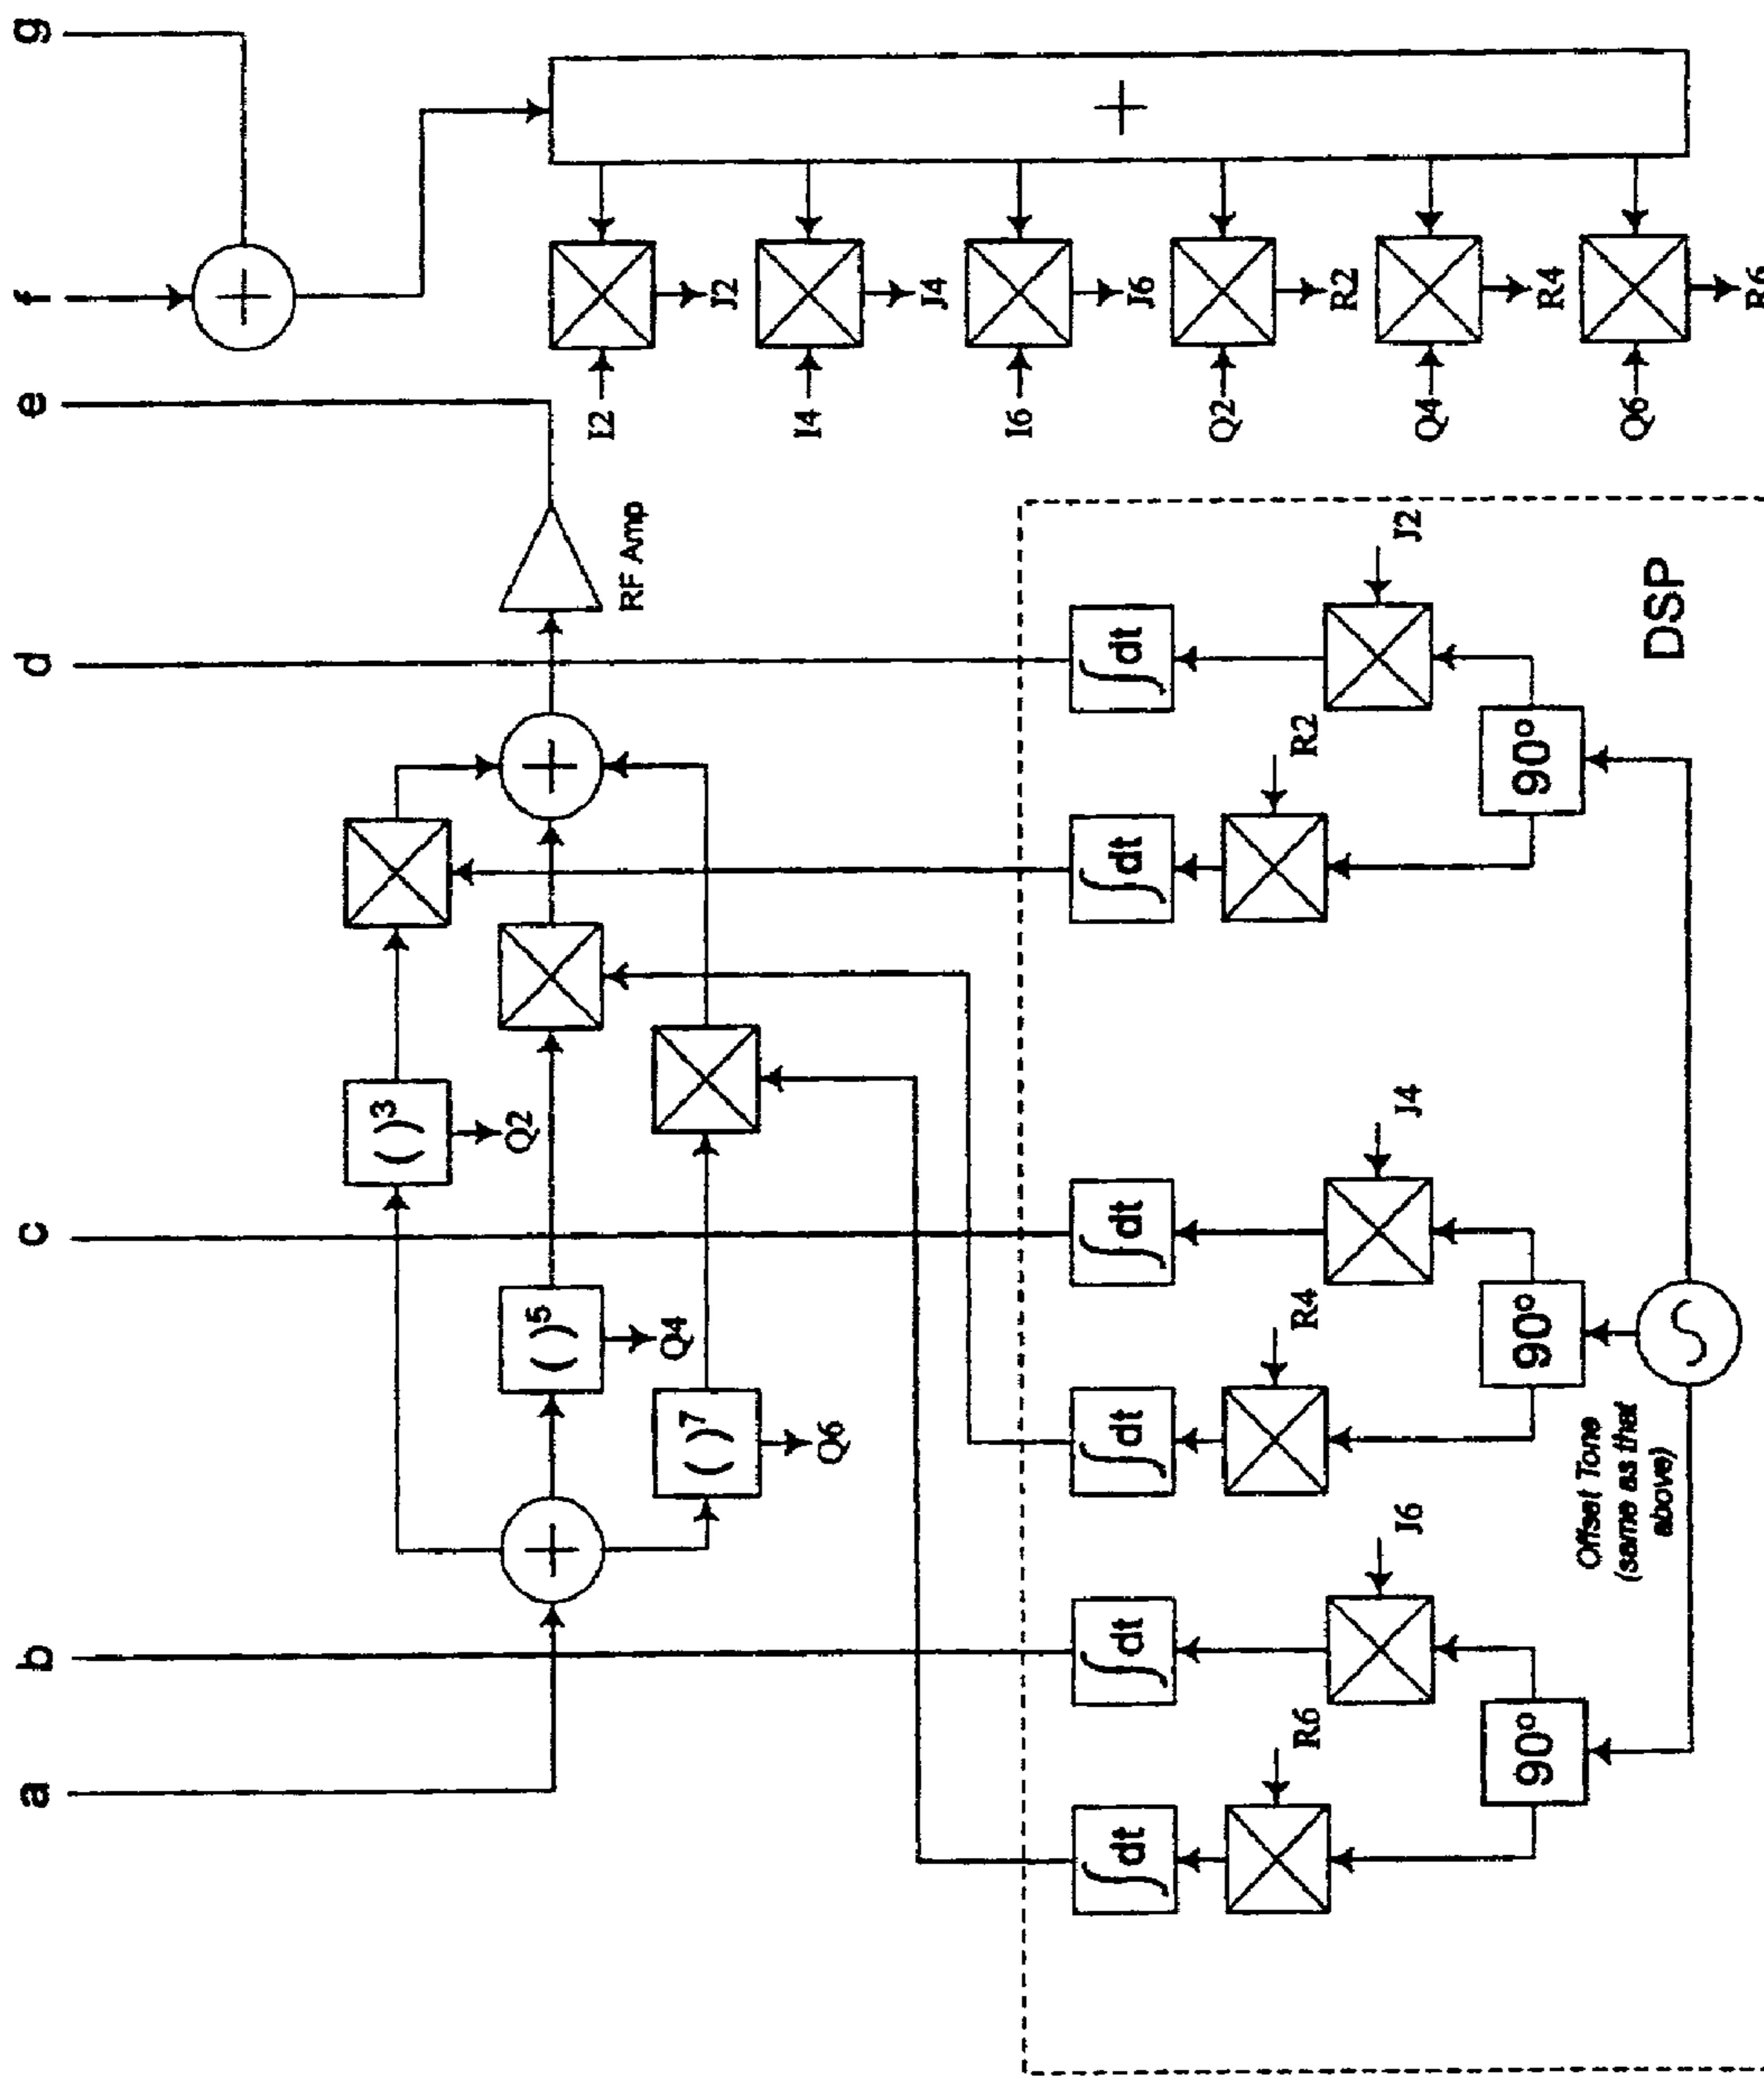 a
b
c
d
e
f
g
( )3
Q2
( )5
Q4
( )7
Q6
RF Amp
+
+
+
+
I2
J2
I4
J4
I6
J6
Q2
R2
Q4
R4
Q6
R6
∫dt
∫dt
∫dt
∫dt
∫dt
∫dt
R6
J6
R4
J4
R2
J2
90°
90°
90°
Offset Tone
(same as that
above)
DSP